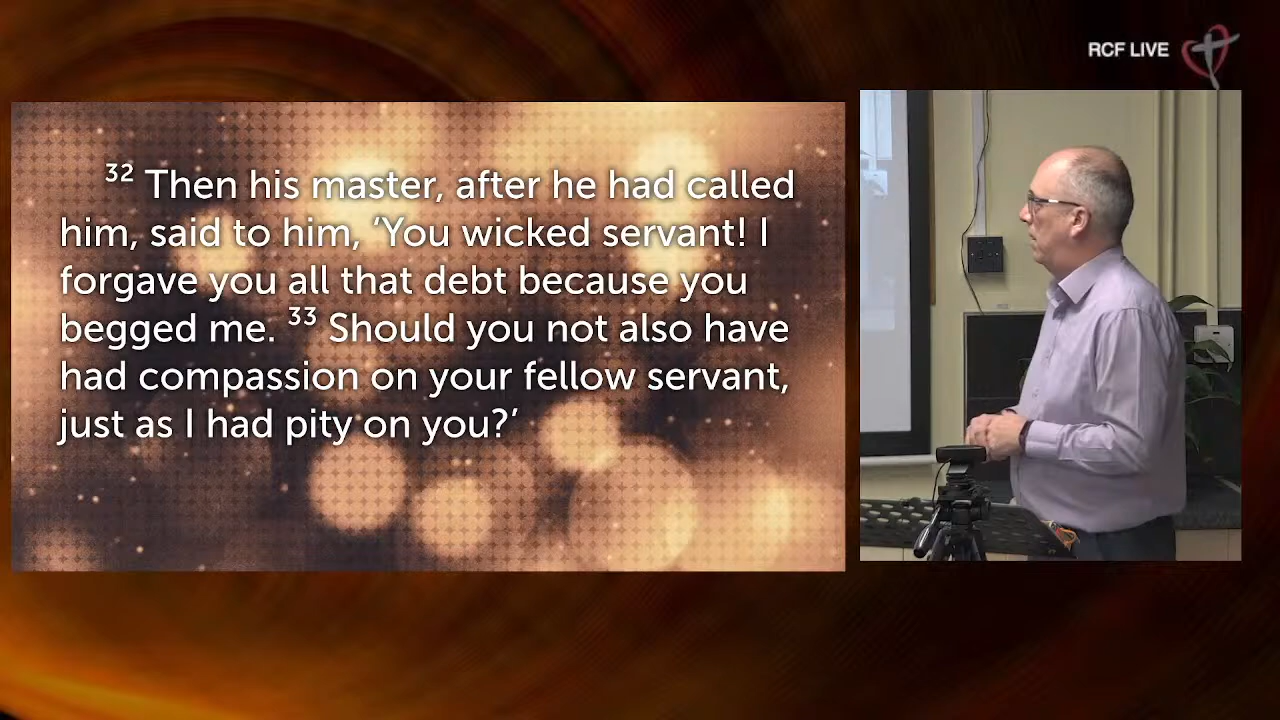 RCF LIVE
32 Then his master, after he had called
him, said to him, ‘You wicked servant! I
forgave you all that debt because you
begged me. 33 Should you not also have
had compassion on your fellow servant,
just as I had pity on you?’